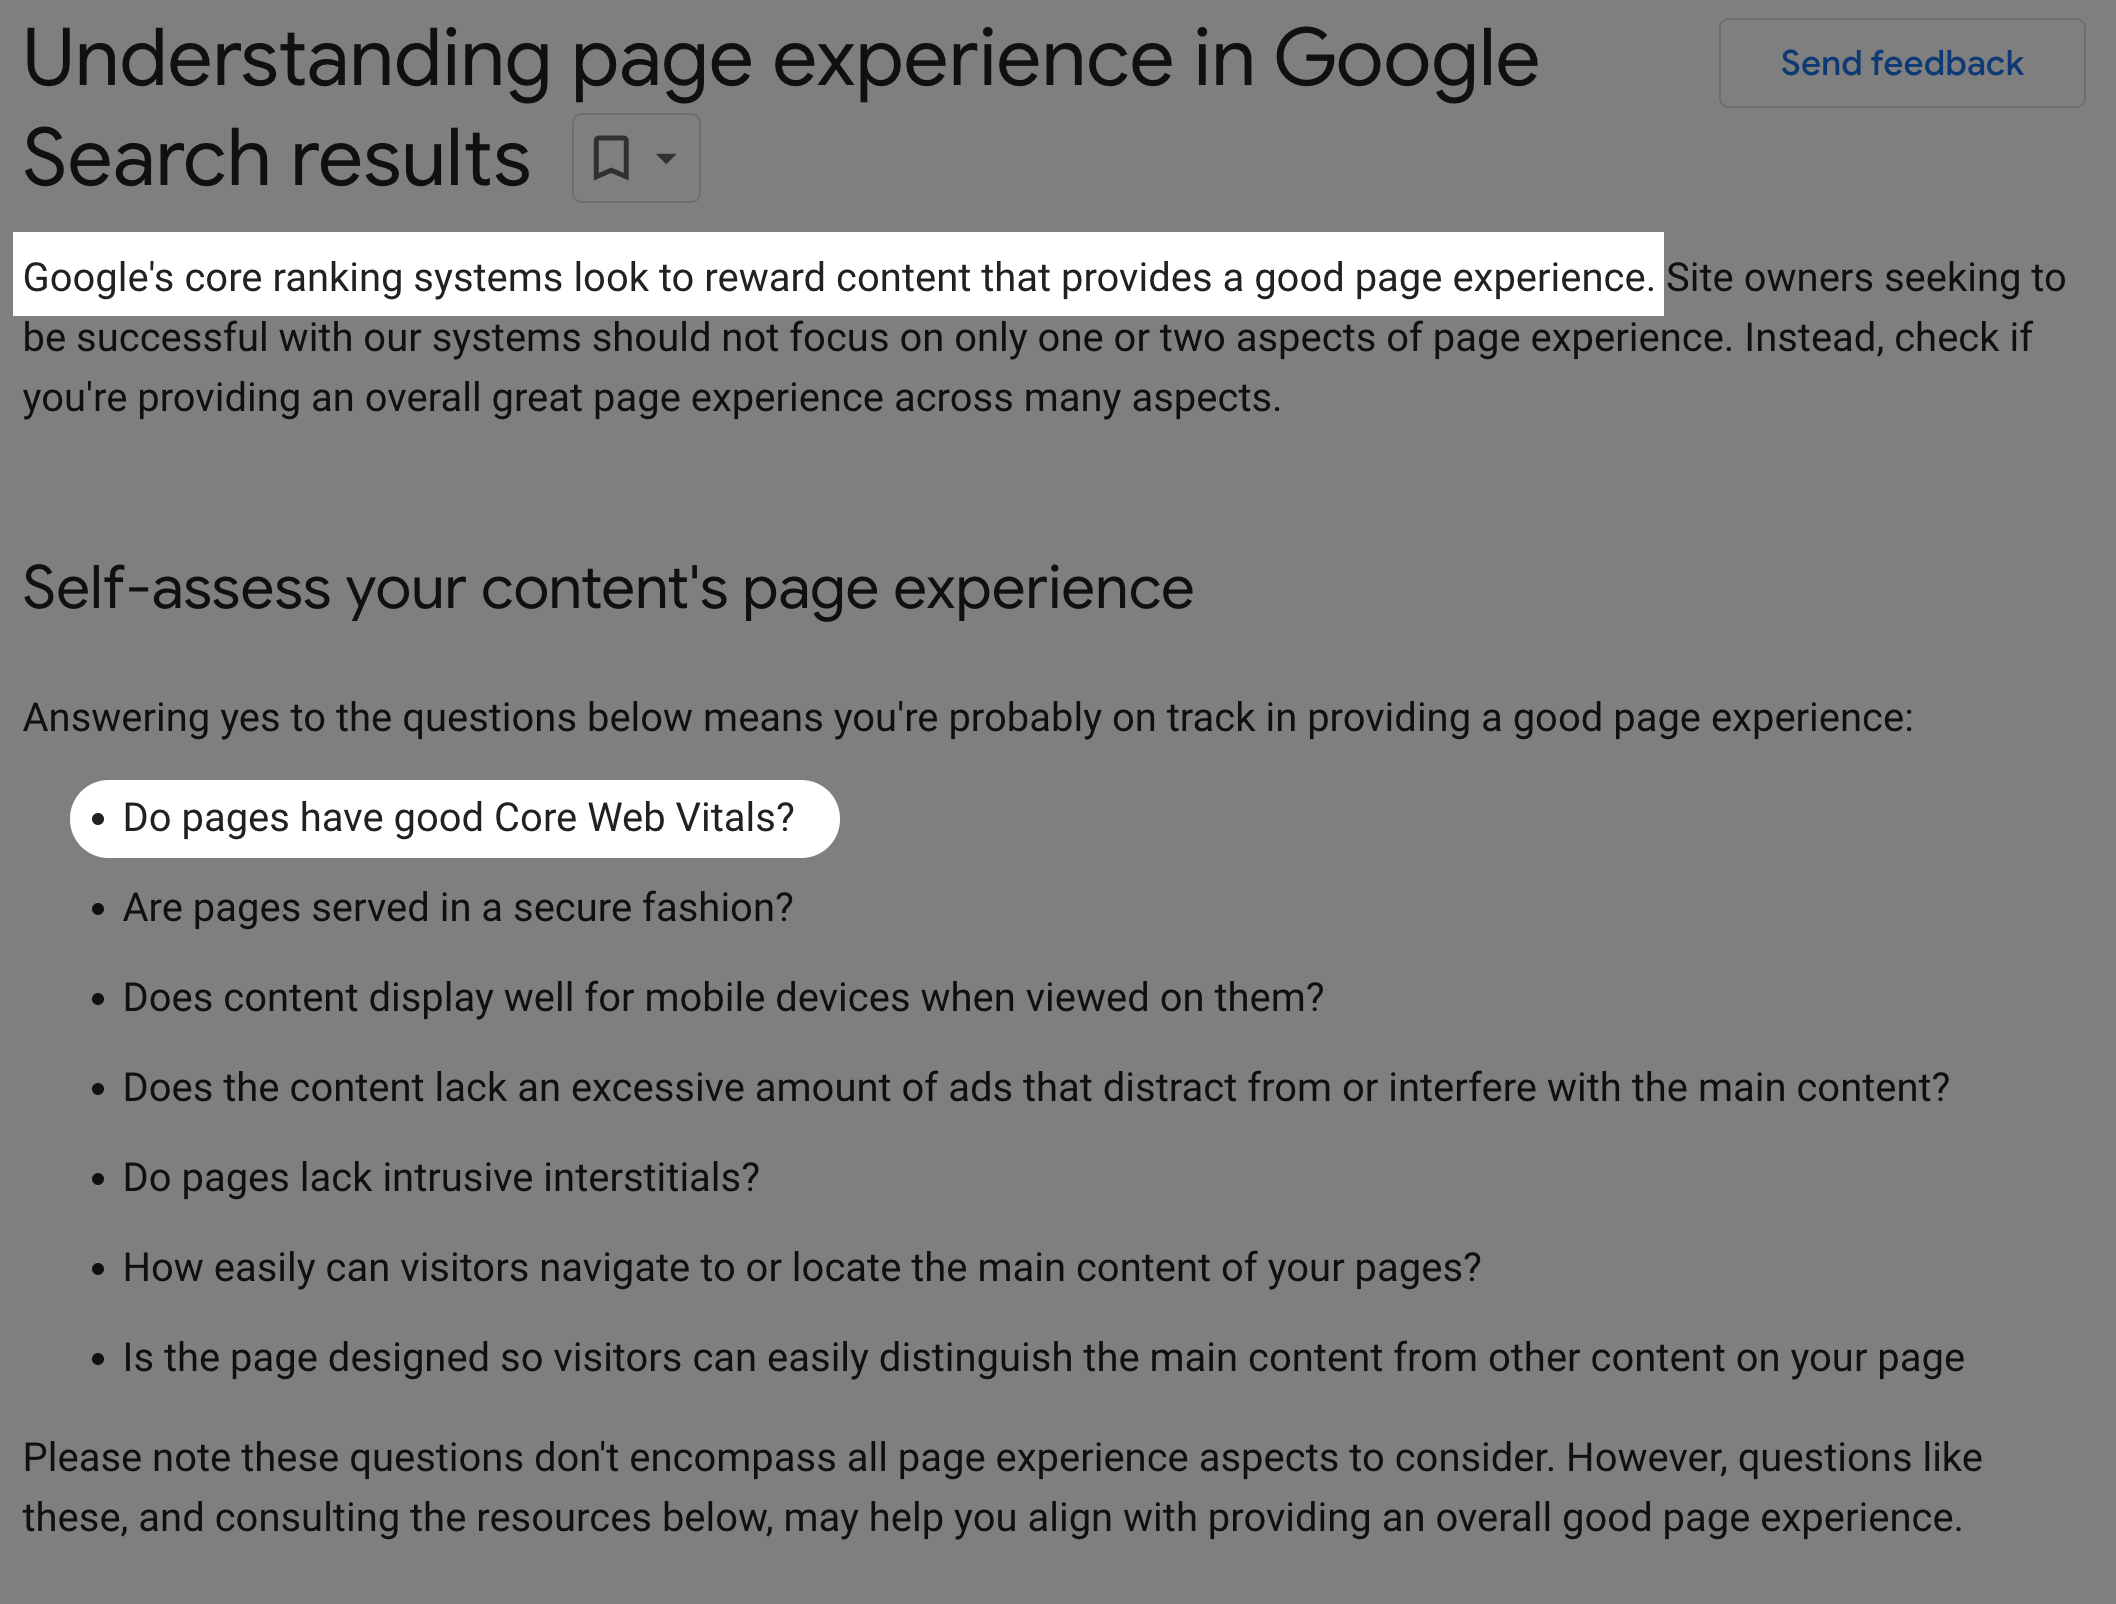 Understanding page experience in Google
Search results
Send feedback
Google's core ranking systems look to reward content that provides a good page experience. Site owners seeking to
be successful with our systems should not focus on only one or two aspects of page experience. Instead, check if
you're providing an overall great page experience across many aspects.
Self-assess your content's page experience
Answering yes to the questions below means you're probably on track in providing a good page experience:
• Do pages have good Core Web Vitals?
• Are pages served in a secure fashion?
• Does content display well for mobile devices when viewed on them?
• Does the content lack an excessive amount of ads that distract from or interfere with the main content?
• Do pages lack intrusive interstitials?
• How easily can visitors navigate to or locate the main content of your pages?
• Is the page designed so visitors can easily distinguish the main content from other content on your page
Please note these questions don't encompass all page experience aspects to consider. However, questions like
these, and consulting the resources below, may help you align with providing an overall good page experience.